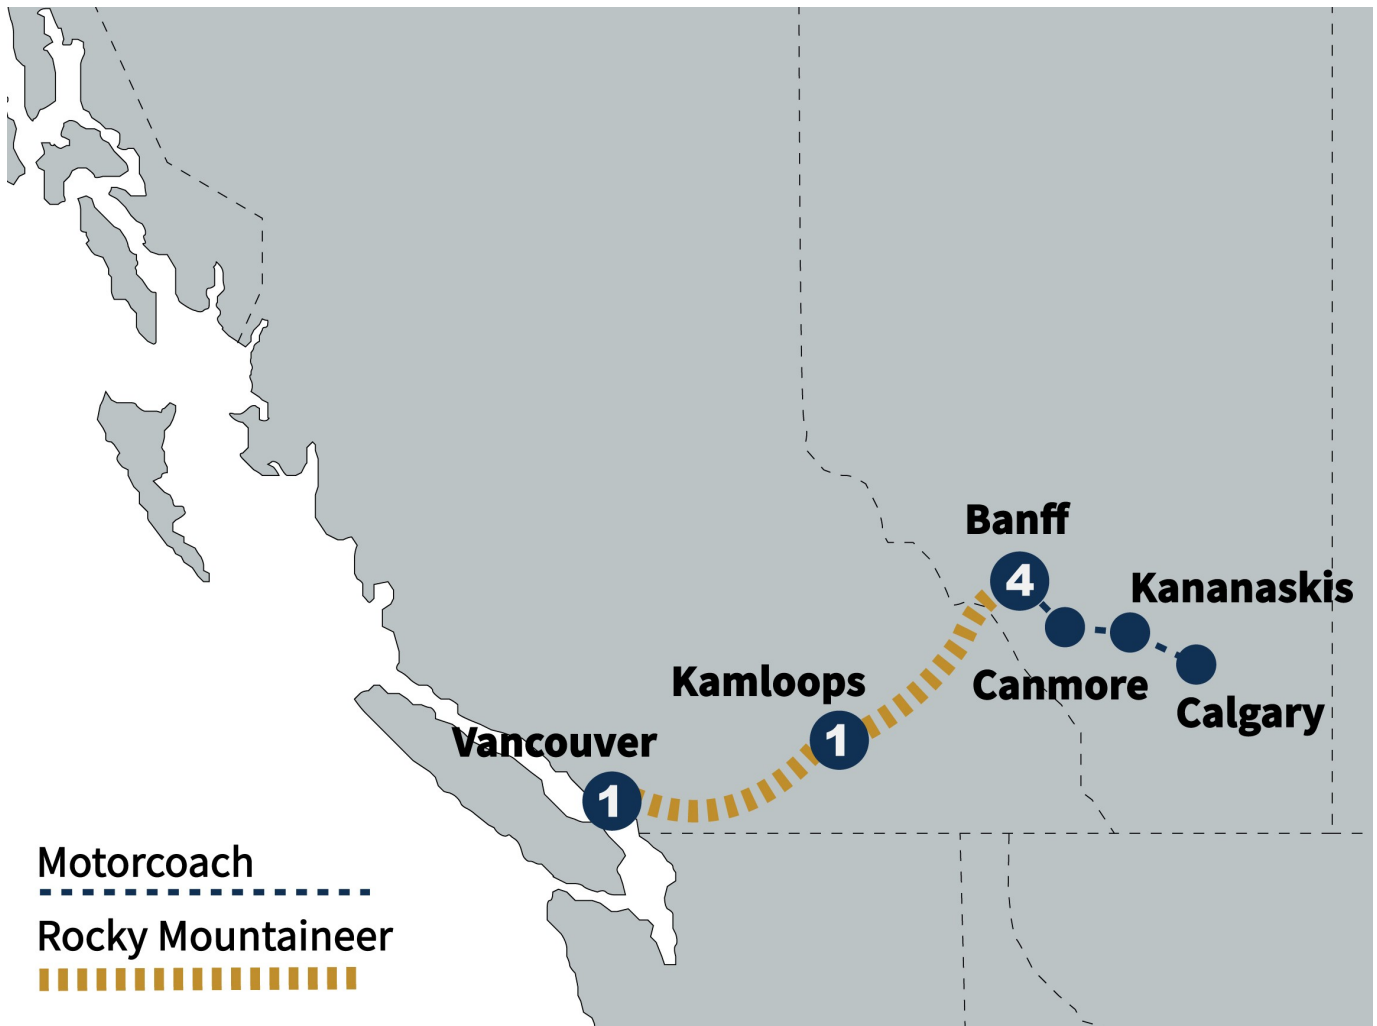 Banff
4
Kananaskis
Kamloops
Canmore
Calgary
Vancouver
1
1
Motorcoach
Rocky Mountaineer